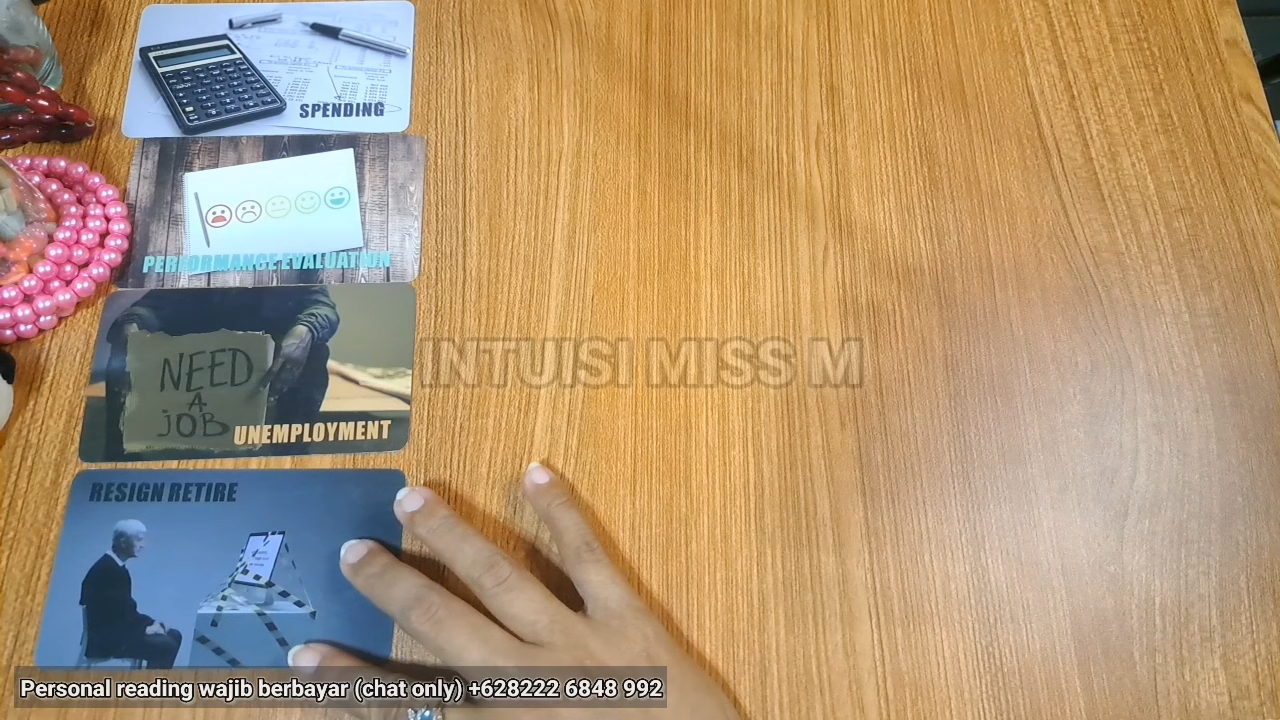 SPENDING
PERFORMANCE EVALUATION
NEED
A
JOB
UNEMPLOYMENT
INTUISI MISS M
RESIGN RETIRE
Personal reading wajib berbayar (chat only) +628222 6848 992